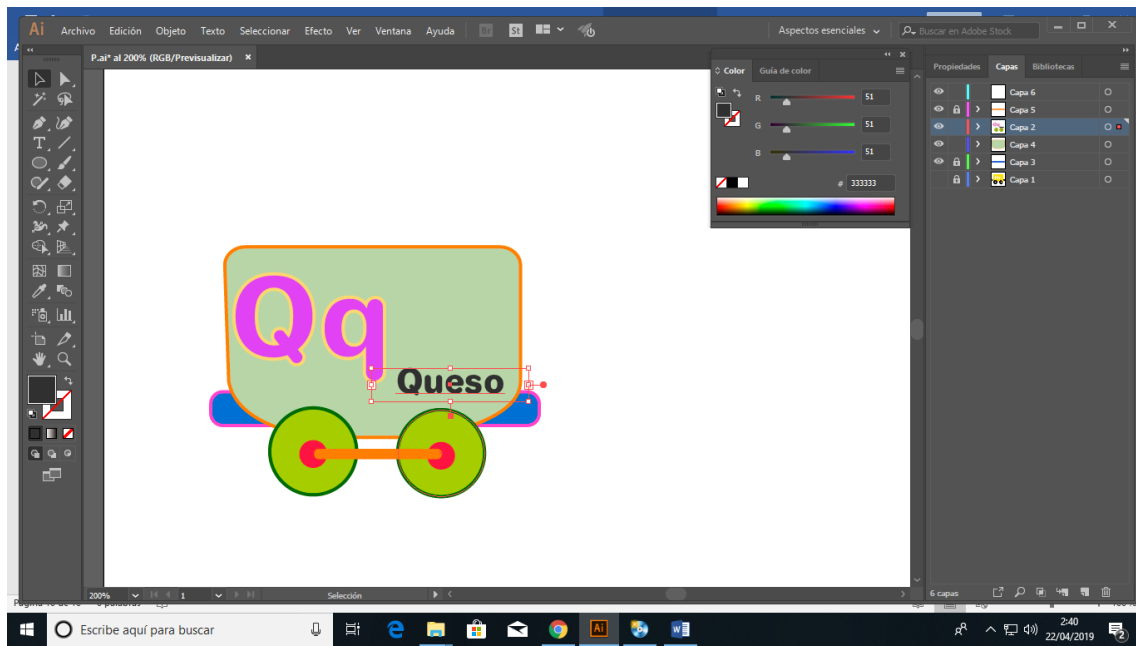 Ai Archivo Edición Objeto Texto Seleccionar Efecto Ver Ventana Ayuda Br St Aspectos esenciales Buscar en Adobe Stock
P.ai* al 200% (RGB/Previsualizar) ×
Color Guía de color
R 51
G 51
B 51
# 333333
Propiedades Capas Bibliotecas
Capa 6
Capa 5
Capa 2
Capa 4
Capa 3
Capa 1
Qq
Queso
200% 1 Selección
6 capas
Escribe aquí para buscar
Ai
2:40
22/04/2019
2